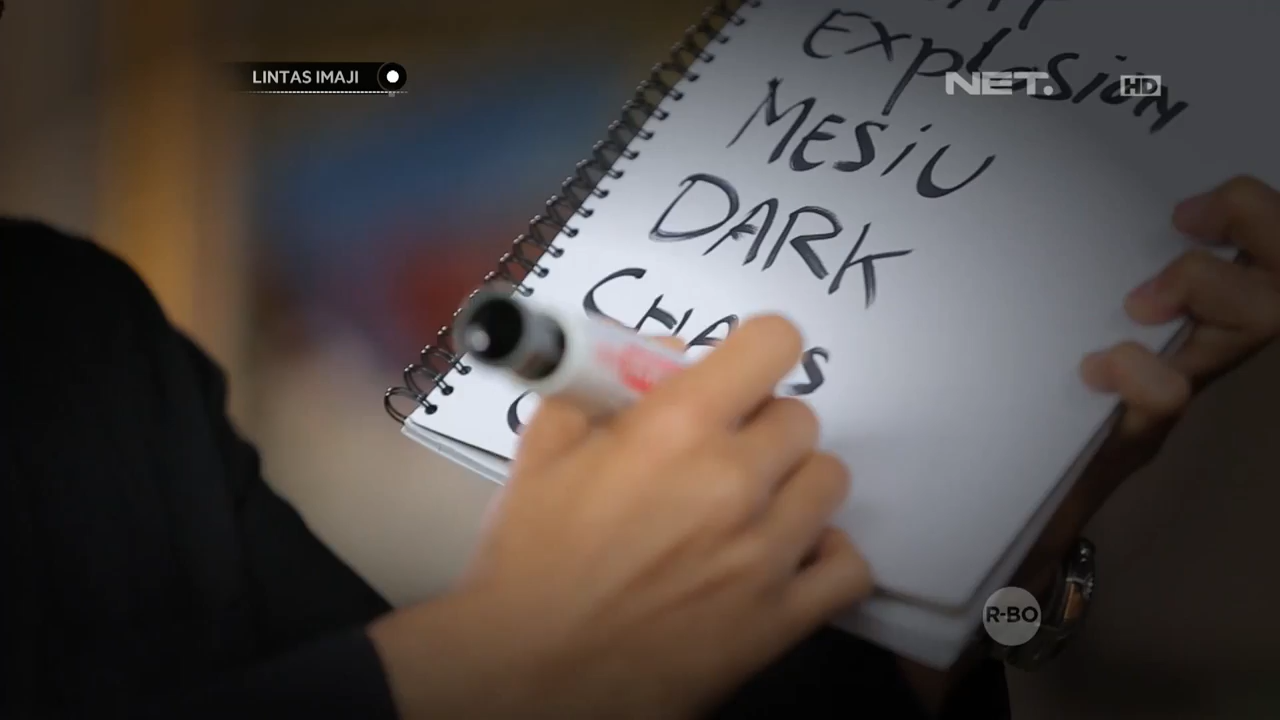 LINTAS IMAJI
NET. HD
Explosion
MESiU
DARK
R-BO